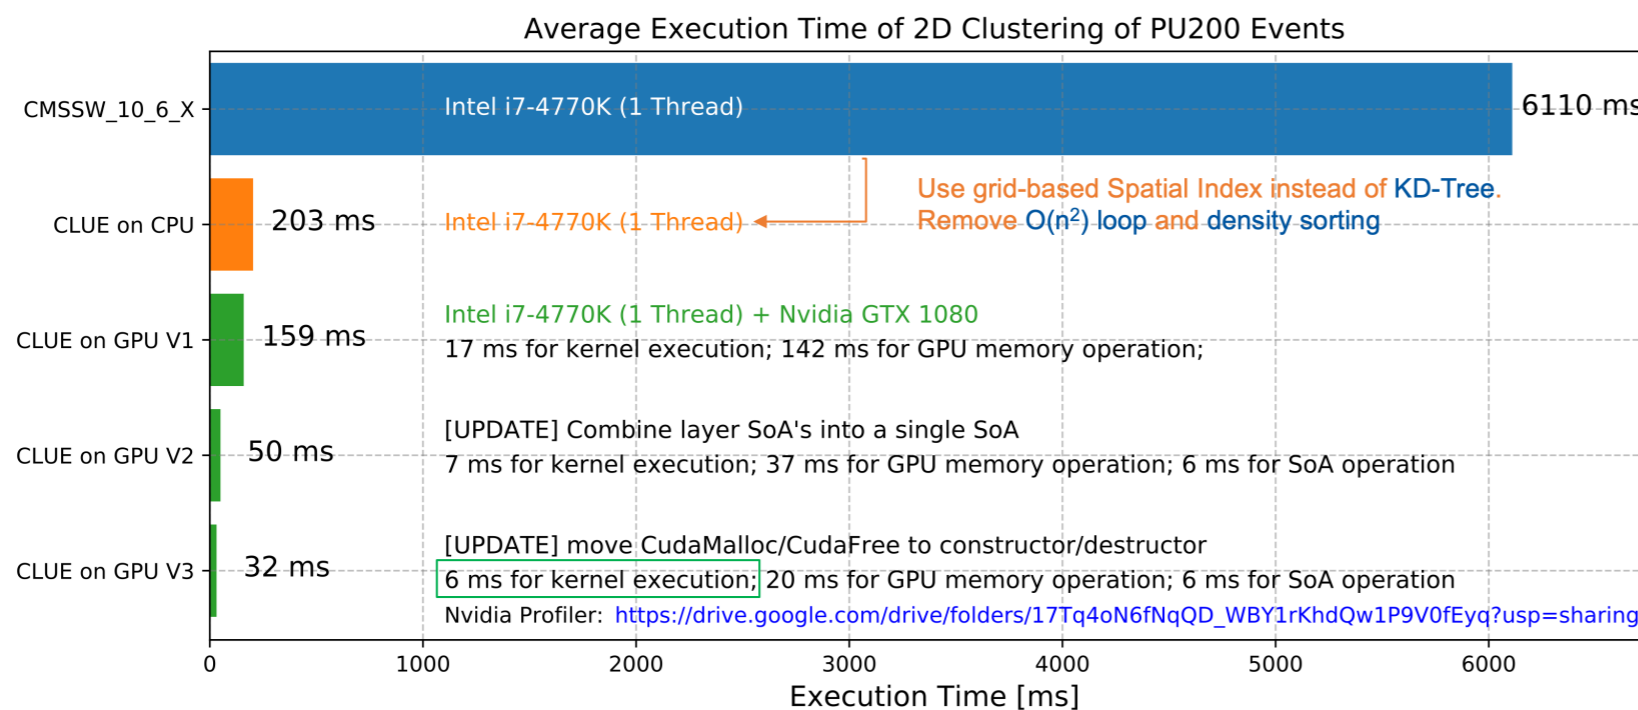 Average Execution Time of 2D Clustering of PU200 Events
CMSSW_10_6_X
Intel i7-4770K (1 Thread)
6110 ms
Use grid-based Spatial Index instead of KD-Tree.
Remove O(n²) loop and density sorting
CLUE on CPU
203 ms
Intel i7-4770K (1 Thread)
CLUE on GPU V1
159 ms
Intel i7-4770K (1 Thread) + Nvidia GTX 1080
17 ms for kernel execution; 142 ms for GPU memory operation;
CLUE on GPU V2
50 ms
[UPDATE] Combine layer SoA's into a single SoA
7 ms for kernel execution; 37 ms for GPU memory operation; 6 ms for SoA operation
CLUE on GPU V3
32 ms
[UPDATE] move CudaMalloc/CudaFree to constructor/destructor
6 ms for kernel execution; 20 ms for GPU memory operation; 6 ms for SoA operation
Nvidia Profiler: https://drive.google.com/drive/folders/17Tq4oN6fNqQD_WBY1rKhdQw1P9V0fEyq?usp=sharing
0 1000 2000 3000 4000 5000 6000
Execution Time [ms]